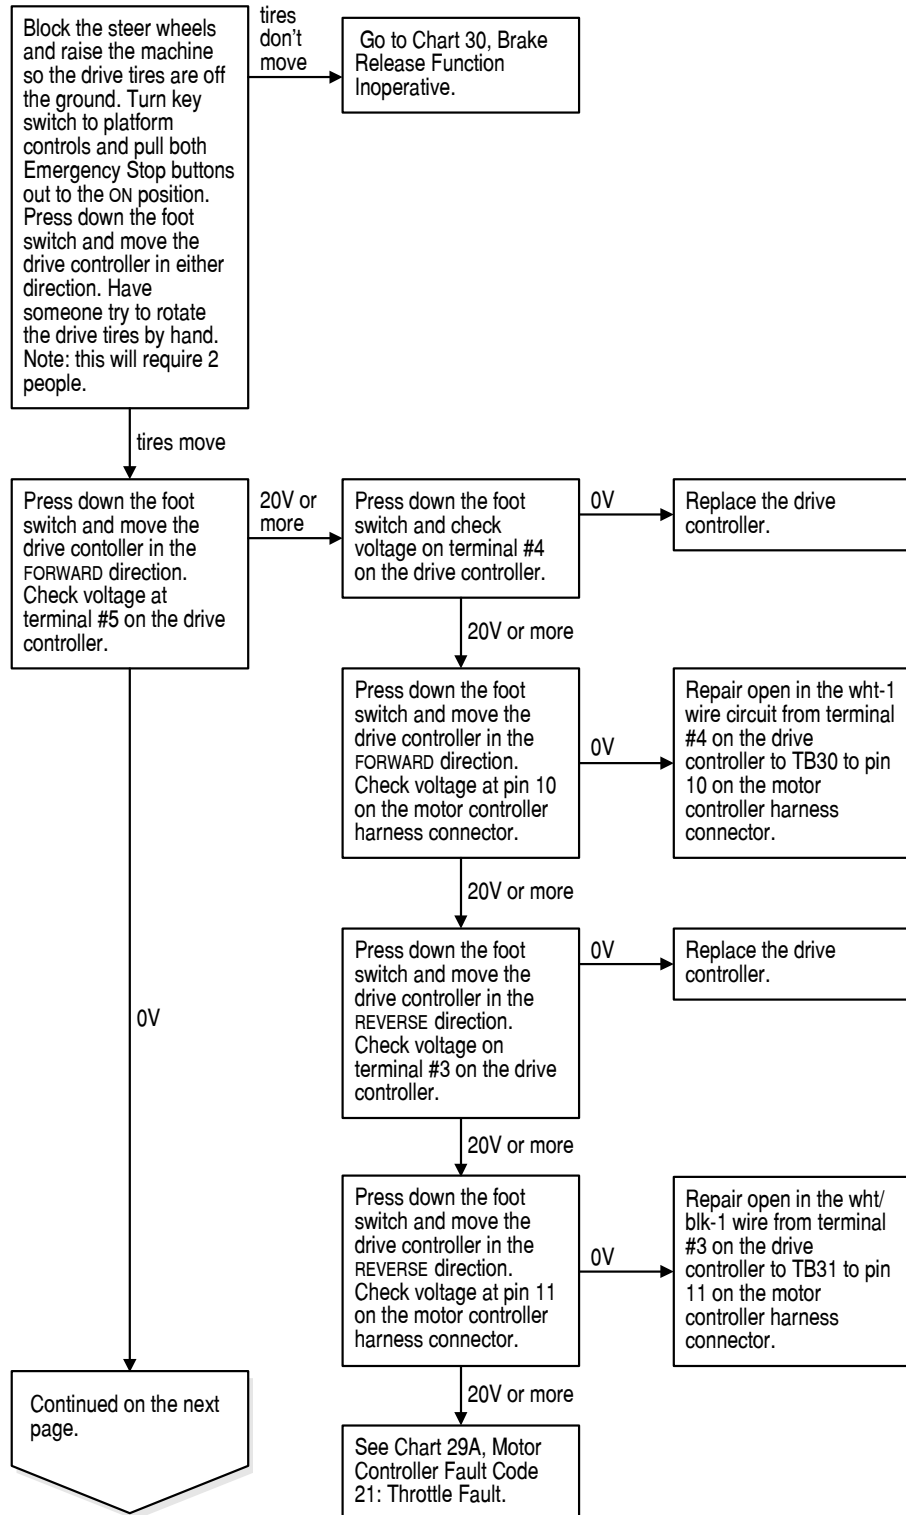 Block the steer wheels
and raise the machine
so the drive tires are off
the ground. Turn key
switch to platform
controls and pull both
Emergency Stop buttons
out to the ON position.
Press down the foot
switch and move the
drive controller in either
direction. Have
someone try to rotate
the drive tires by hand.
Note: this will require 2
people.
tires
don't
move
Go to Chart 30, Brake
Release Function
Inoperative.
tires move
Press down the foot
switch and move the
drive contoller in the
FORWARD direction.
Check voltage at
terminal #5 on the drive
controller.
20V or
more
Press down the foot
switch and check
voltage on terminal #4
on the drive controller.
0V
Replace the drive
controller.
20V or more
Press down the foot
switch and move the
drive controller in the
FORWARD direction.
Check voltage at pin 10
on the motor controller
harness connector.
0V
Repair open in the wht-1
wire circuit from terminal
#4 on the drive
controller to TB30 to pin
10 on the motor
controller harness
connector.
20V or more
Press down the foot
switch and move the
drive controller in the
REVERSE direction.
Check voltage on
terminal #3 on the drive
controller.
0V
Replace the drive
controller.
0V
20V or more
Press down the foot
switch and move the
drive controller in the
REVERSE direction.
Check voltage at pin 11
on the motor controller
harness connector.
0V
Repair open in the wht/
blk-1 wire from terminal
#3 on the drive
controller to TB31 to pin
11 on the motor
controller harness
connector.
20V or more
Continued on the next
page.
See Chart 29A, Motor
Controller Fault Code
21: Throttle Fault.